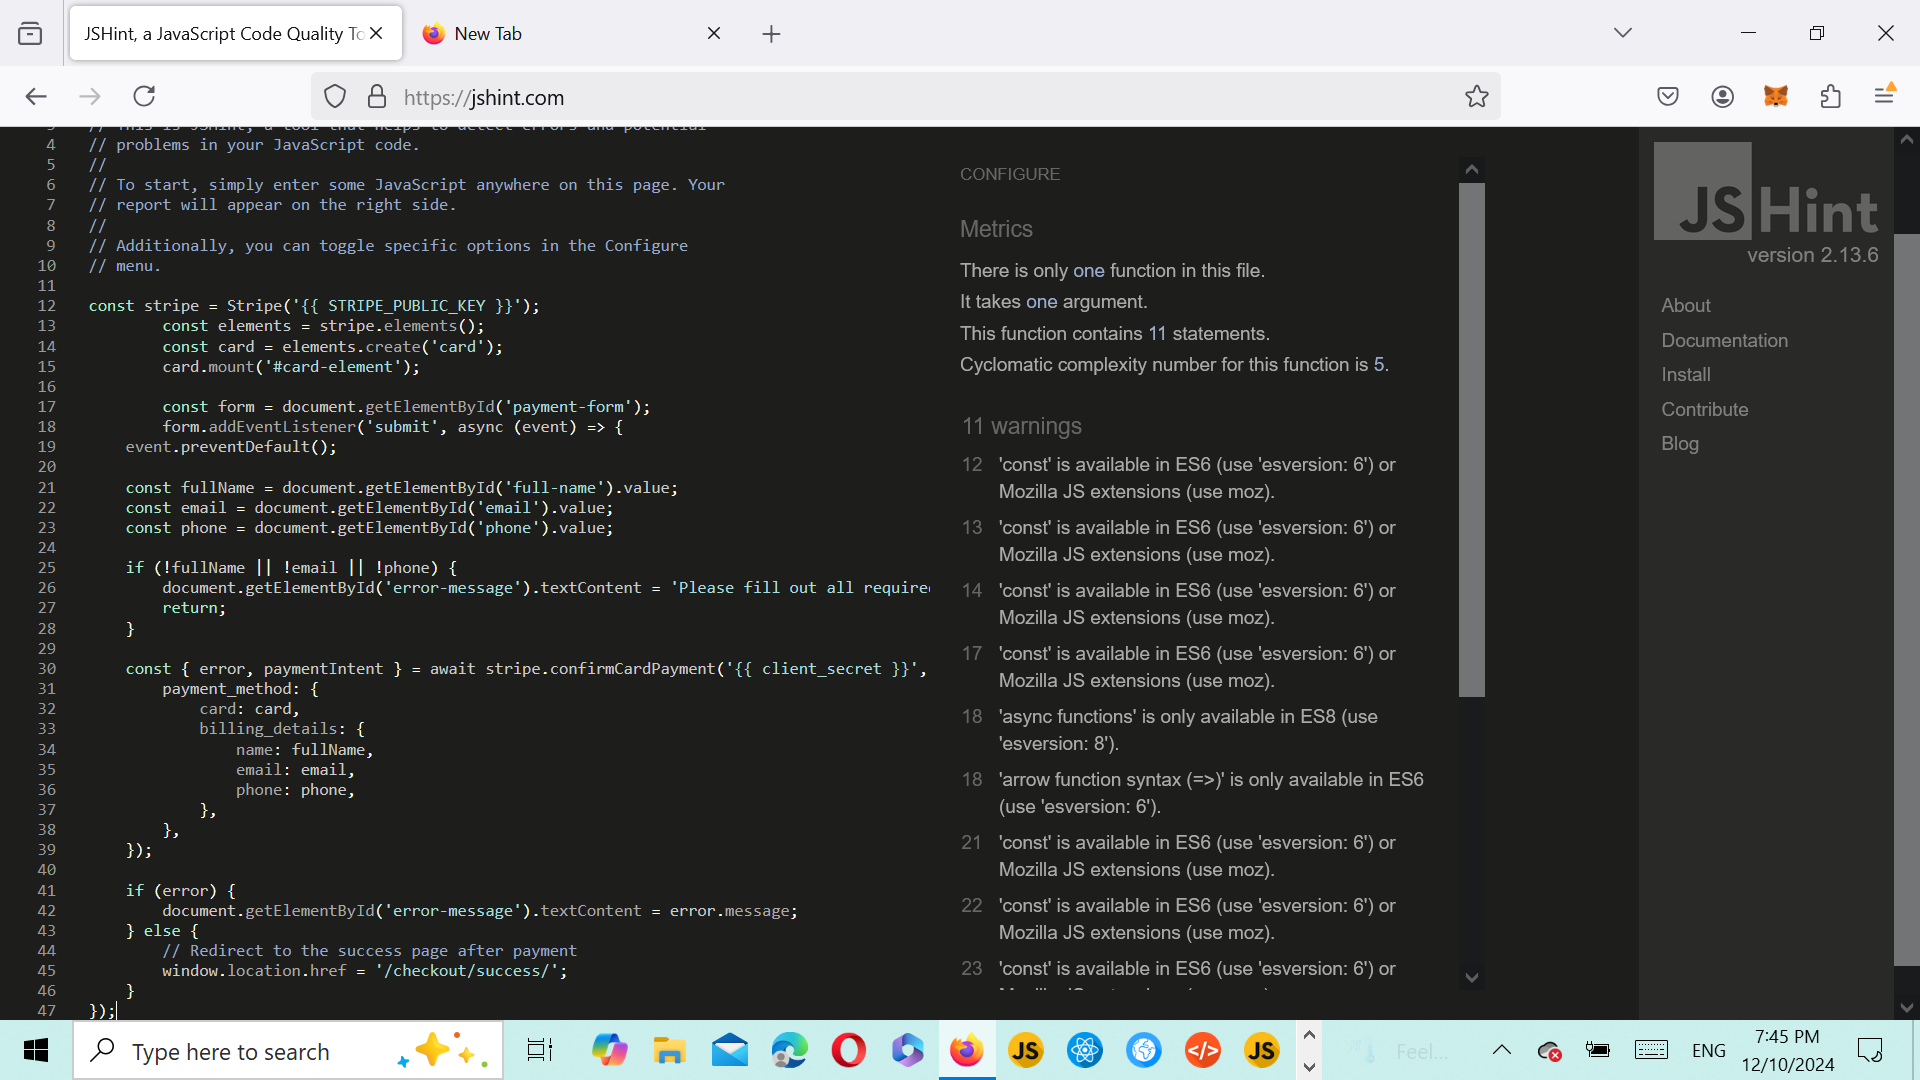 JSHint, a JavaScript Code Quality To
New Tab
https://jshint.com
3 // This is JSHint, a tool that helps to detect errors and potential
4 // problems in your JavaScript code.
5 //
6 // To start, simply enter some JavaScript anywhere on this page. Your
7 // report will appear on the right side.
8 //
9 // Additionally, you can toggle specific options in the Configure
10 // menu.
11
12 const stripe = Stripe('{{ STRIPE_PUBLIC_KEY }}');
13 const elements = stripe.elements();
14 const card = elements.create('card');
15 card.mount('#card-element');
16
17 const form = document.getElementById('payment-form');
18 form.addEventListener('submit', async (event) => {
19 event.preventDefault();
20
21 const fullName = document.getElementById('full-name').value;
22 const email = document.getElementById('email').value;
23 const phone = document.getElementById('phone').value;
24
25 if (!fullName || !email || !phone) {
26 document.getElementById('error-message').textContent = 'Please fill out all require
27 return;
28 }
29
30 const { error, paymentIntent } = await stripe.confirmCardPayment('{{ client_secret }}',
31 payment_method: {
32 card: card,
33 billing_details: {
34 name: fullName,
35 email: email,
36 phone: phone,
37 },
38 },
39 });
40
41 if (error) {
42 document.getElementById('error-message').textContent = error.message;
43 } else {
44 // Redirect to the success page after payment
45 window.location.href = '/checkout/success/';
46 }
47 });
CONFIGURE
Metrics
There is only one function in this file.
It takes one argument.
This function contains 11 statements.
Cyclomatic complexity number for this function is 5.
11 warnings
12 'const' is available in ES6 (use 'esversion: 6') or
Mozilla JS extensions (use moz).
13 'const' is available in ES6 (use 'esversion: 6') or
Mozilla JS extensions (use moz).
14 'const' is available in ES6 (use 'esversion: 6') or
Mozilla JS extensions (use moz).
17 'const' is available in ES6 (use 'esversion: 6') or
Mozilla JS extensions (use moz).
18 'async functions' is only available in ES8 (use
'esversion: 8').
18 'arrow function syntax (=>)' is only available in ES6
(use 'esversion: 6').
21 'const' is available in ES6 (use 'esversion: 6') or
Mozilla JS extensions (use moz).
22 'const' is available in ES6 (use 'esversion: 6') or
Mozilla JS extensions (use moz).
23 'const' is available in ES6 (use 'esversion: 6') or
JSHint
version 2.13.6
About
Documentation
Install
Contribute
Blog
Type here to search
JS
JS
Feel...
ENG
7:45 PM
12/10/2024